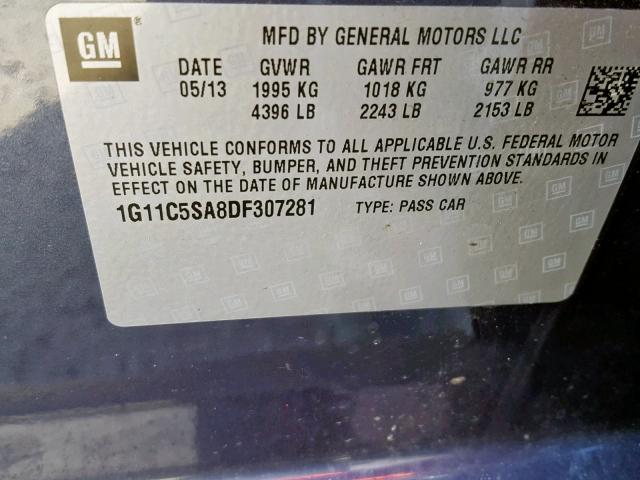 GM
MFD BY GENERAL MOTORS LLC
DATE GVWR GAWR FRT GAWR RR
05/13 1995 KG 1018 KG 977 KG
4396 LB 2243 LB 2153 LB
THIS VEHICLE CONFORMS TO ALL APPLICABLE U.S. FEDERAL MOTOR
VEHICLE SAFETY, BUMPER, AND THEFT PREVENTION STANDARDS IN
EFFECT ON THE DATE OF MANUFACTURE SHOWN ABOVE.
1G11C5SA8DF307281 TYPE: PASS CAR